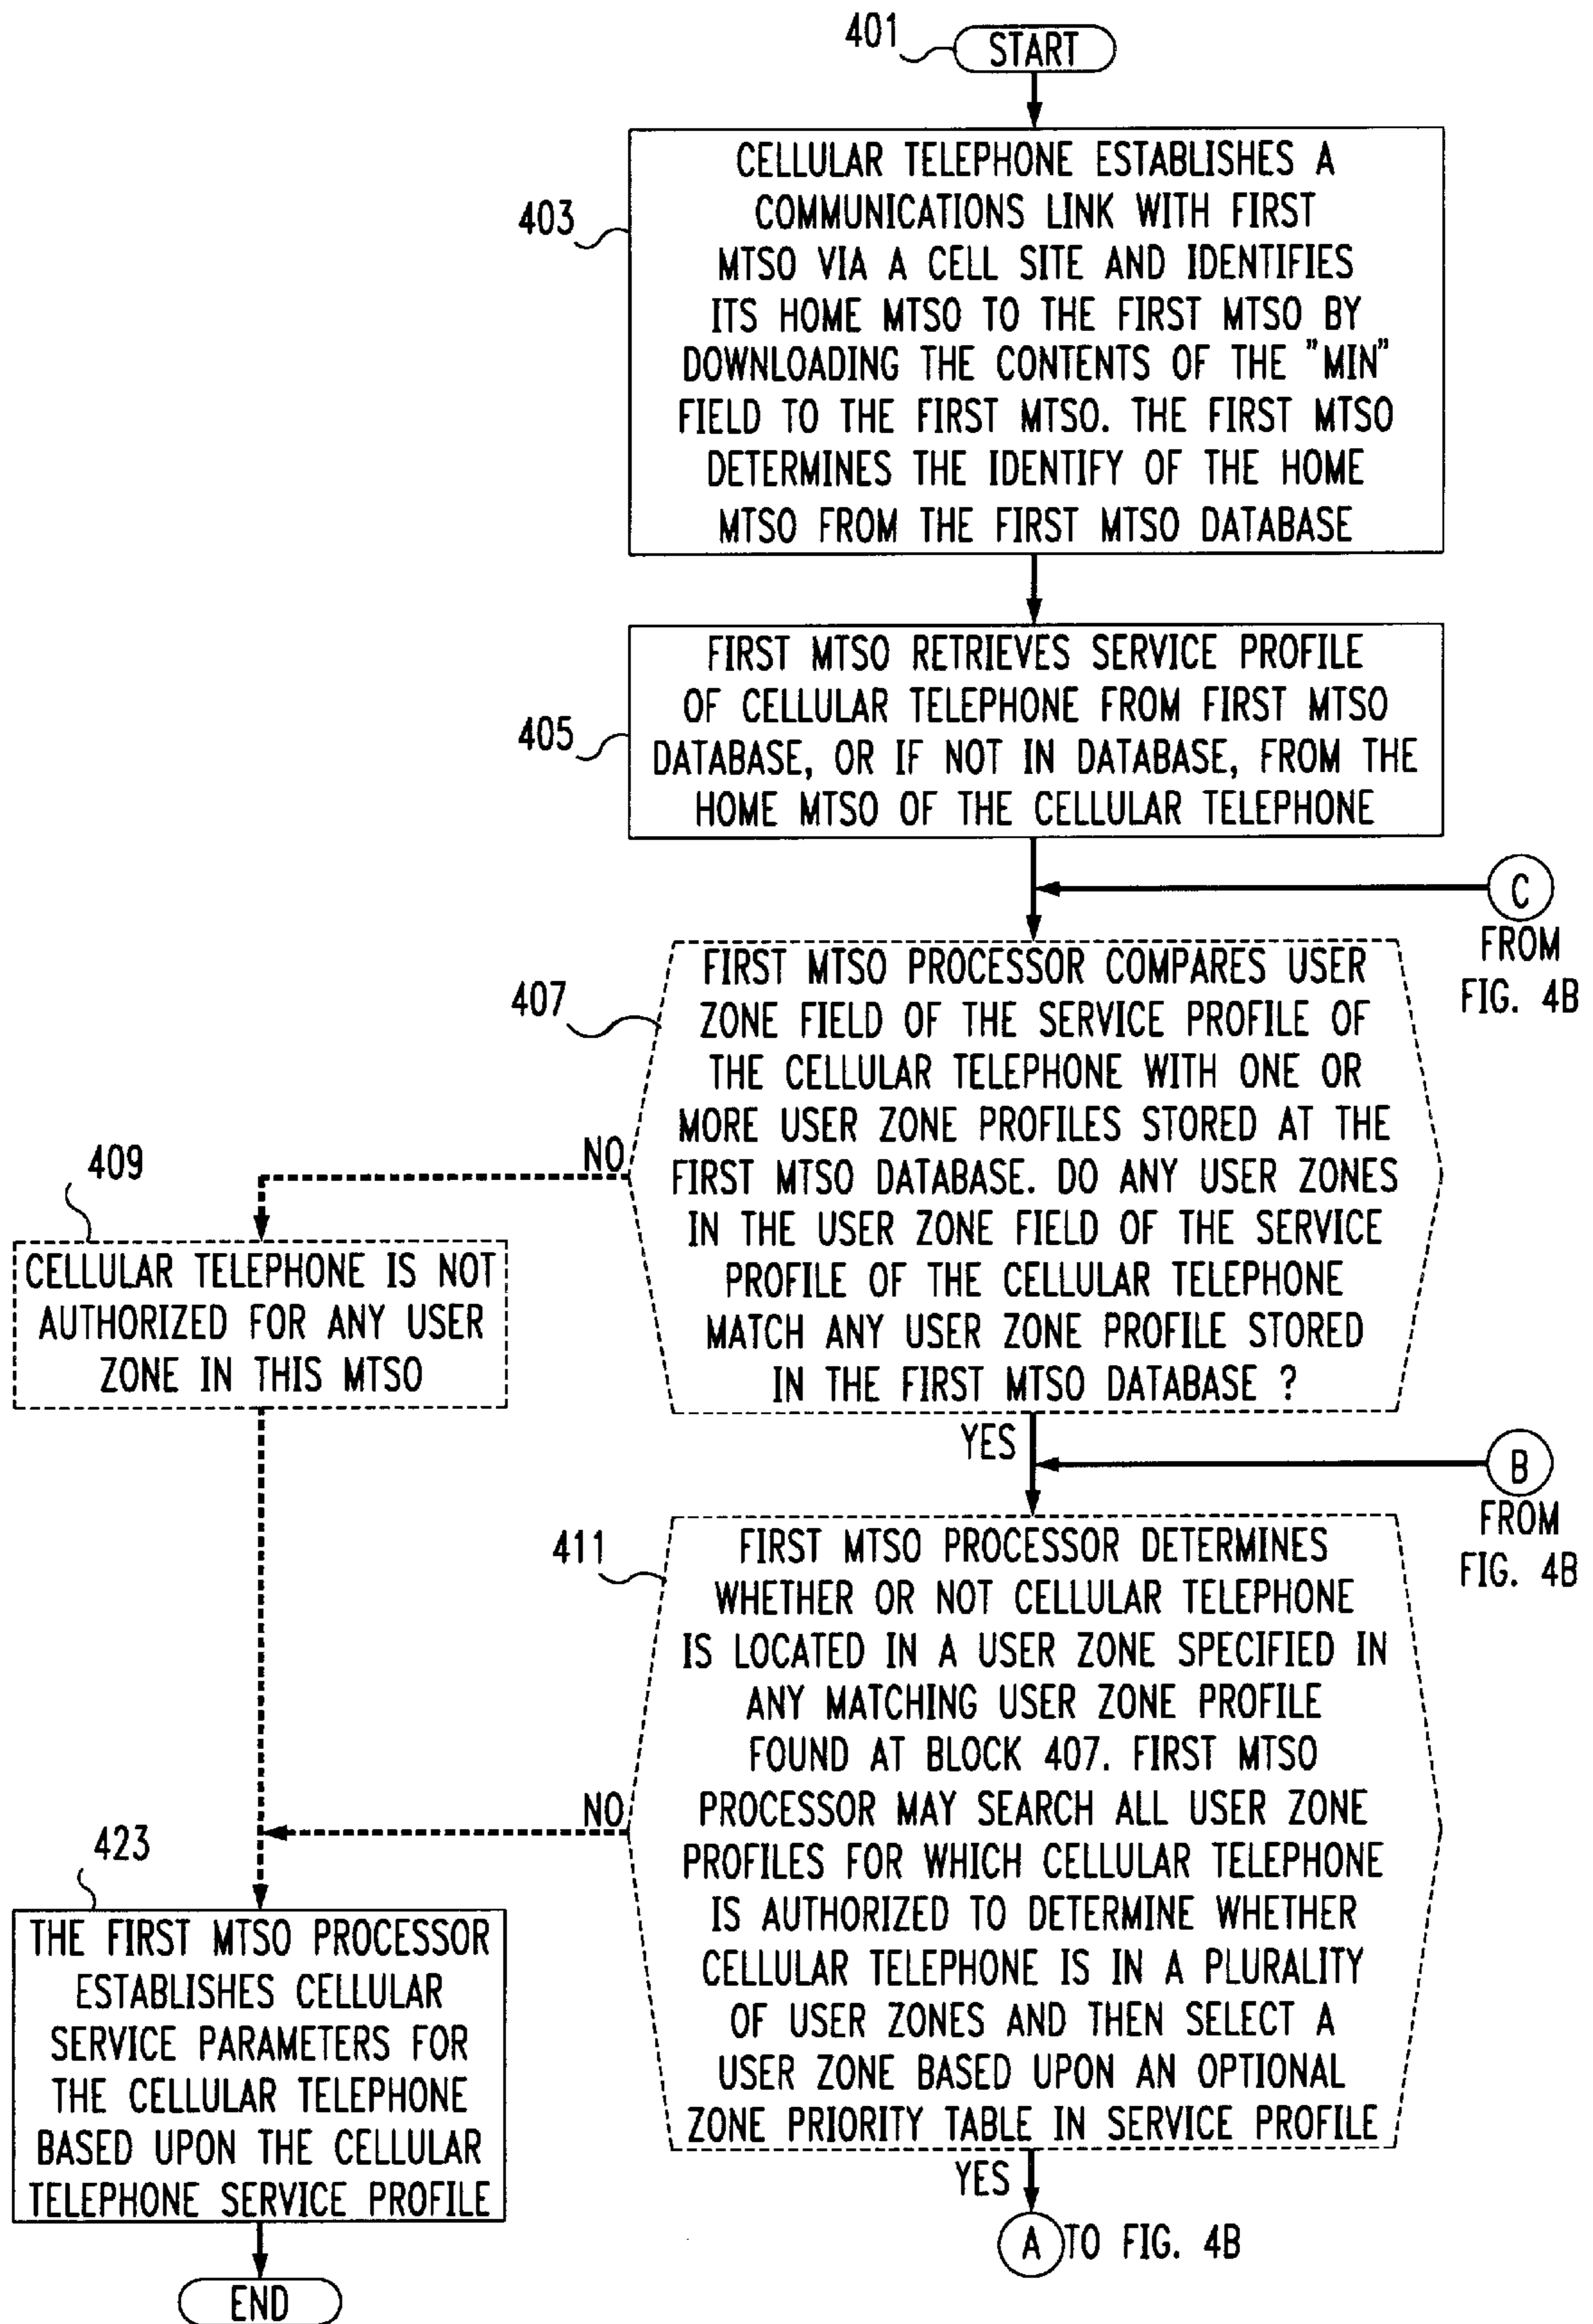 401
START
403
CELLULAR TELEPHONE ESTABLISHES A
COMMUNICATIONS LINK WITH FIRST
MTSO VIA A CELL SITE AND IDENTIFIES
ITS HOME MTSO TO THE FIRST MTSO BY
DOWNLOADING THE CONTENTS OF THE "MIN"
FIELD TO THE FIRST MTSO. THE FIRST MTSO
DETERMINES THE IDENTIFY OF THE HOME
MTSO FROM THE FIRST MTSO DATABASE
405
FIRST MTSO RETRIEVES SERVICE PROFILE
OF CELLULAR TELEPHONE FROM FIRST MTSO
DATABASE, OR IF NOT IN DATABASE, FROM THE
HOME MTSO OF THE CELLULAR TELEPHONE
C
FROM
FIG. 4B
407
FIRST MTSO PROCESSOR COMPARES USER
ZONE FIELD OF THE SERVICE PROFILE OF
THE CELLULAR TELEPHONE WITH ONE OR
MORE USER ZONE PROFILES STORED AT THE
FIRST MTSO DATABASE. DO ANY USER ZONES
IN THE USER ZONE FIELD OF THE SERVICE
PROFILE OF THE CELLULAR TELEPHONE
MATCH ANY USER ZONE PROFILE STORED
IN THE FIRST MTSO DATABASE ?
NO
409
CELLULAR TELEPHONE IS NOT
AUTHORIZED FOR ANY USER
ZONE IN THIS MTSO
YES
B
FROM
FIG. 4B
411
FIRST MTSO PROCESSOR DETERMINES
WHETHER OR NOT CELLULAR TELEPHONE
IS LOCATED IN A USER ZONE SPECIFIED IN
ANY MATCHING USER ZONE PROFILE
FOUND AT BLOCK 407. FIRST MTSO
PROCESSOR MAY SEARCH ALL USER ZONE
PROFILES FOR WHICH CELLULAR TELEPHONE
IS AUTHORIZED TO DETERMINE WHETHER
CELLULAR TELEPHONE IS IN A PLURALITY
OF USER ZONES AND THEN SELECT A
USER ZONE BASED UPON AN OPTIONAL
ZONE PRIORITY TABLE IN SERVICE PROFILE
NO
423
THE FIRST MTSO PROCESSOR
ESTABLISHES CELLULAR
SERVICE PARAMETERS FOR
THE CELLULAR TELEPHONE
BASED UPON THE CELLULAR
TELEPHONE SERVICE PROFILE
END
YES
A TO FIG. 4B